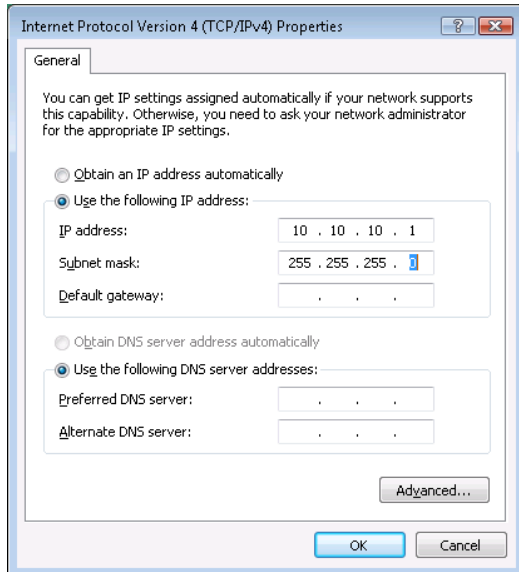 Internet Protocol Version 4 (TCP/IPv4) Properties
General
You can get IP settings assigned automatically if your network supports
this capability. Otherwise, you need to ask your network administrator
for the appropriate IP settings.
Obtain an IP address automatically
Use the following IP address:
IP address: 10 . 10 . 10 . 1
Subnet mask: 255 . 255 . 255 . 0
Default gateway: . . .
Obtain DNS server address automatically
Use the following DNS server addresses:
Preferred DNS server: . . .
Alternate DNS server: . . .
Advanced...
OK Cancel